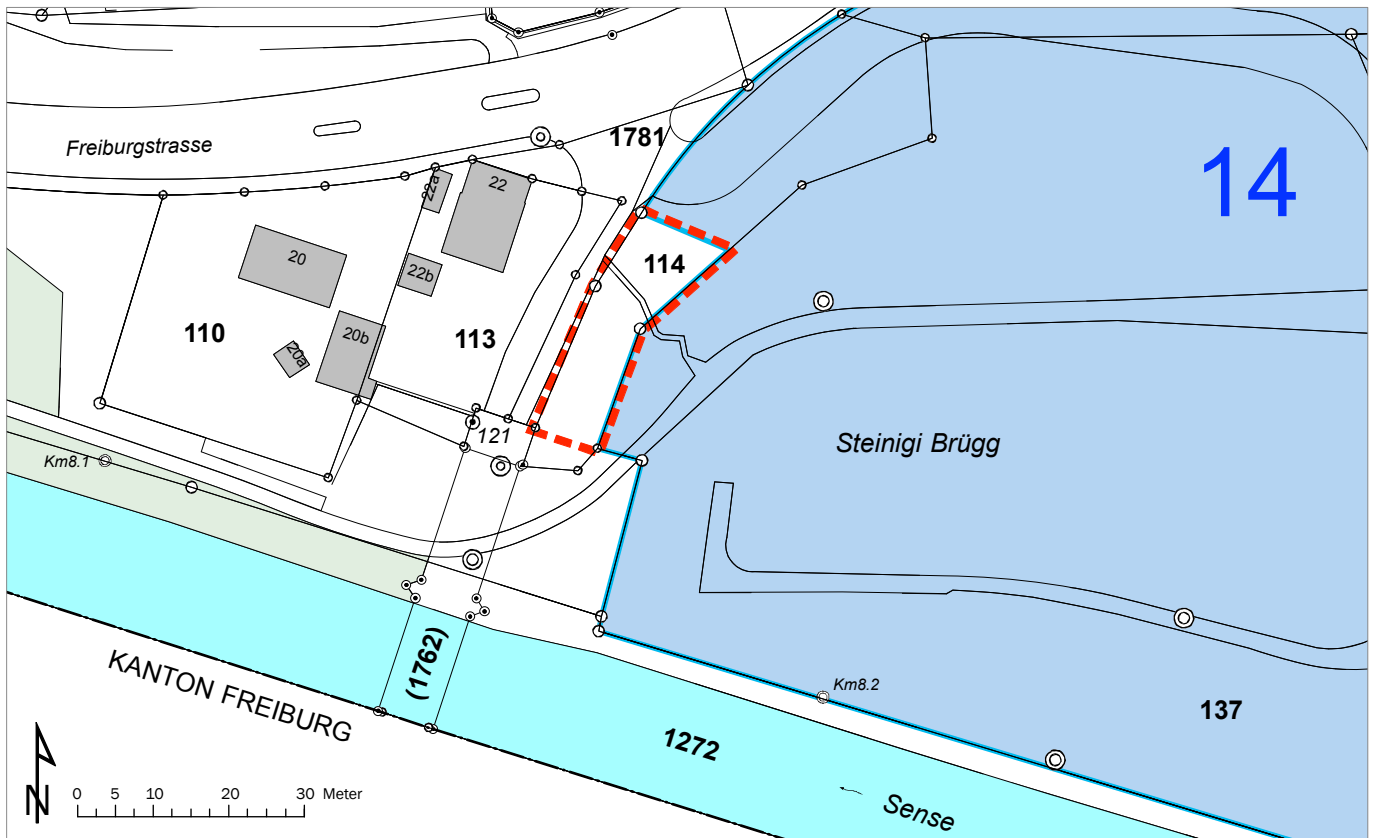 1781
Freiburgstrasse
14
22a
22
20
22b
114
110
20b
113
20a
121
Steinigi Brügg
Km8.1
(1762)
KANTON FREIBURG
Km8.2
137
1272
N
0 5 10 20 30 Meter
Sense